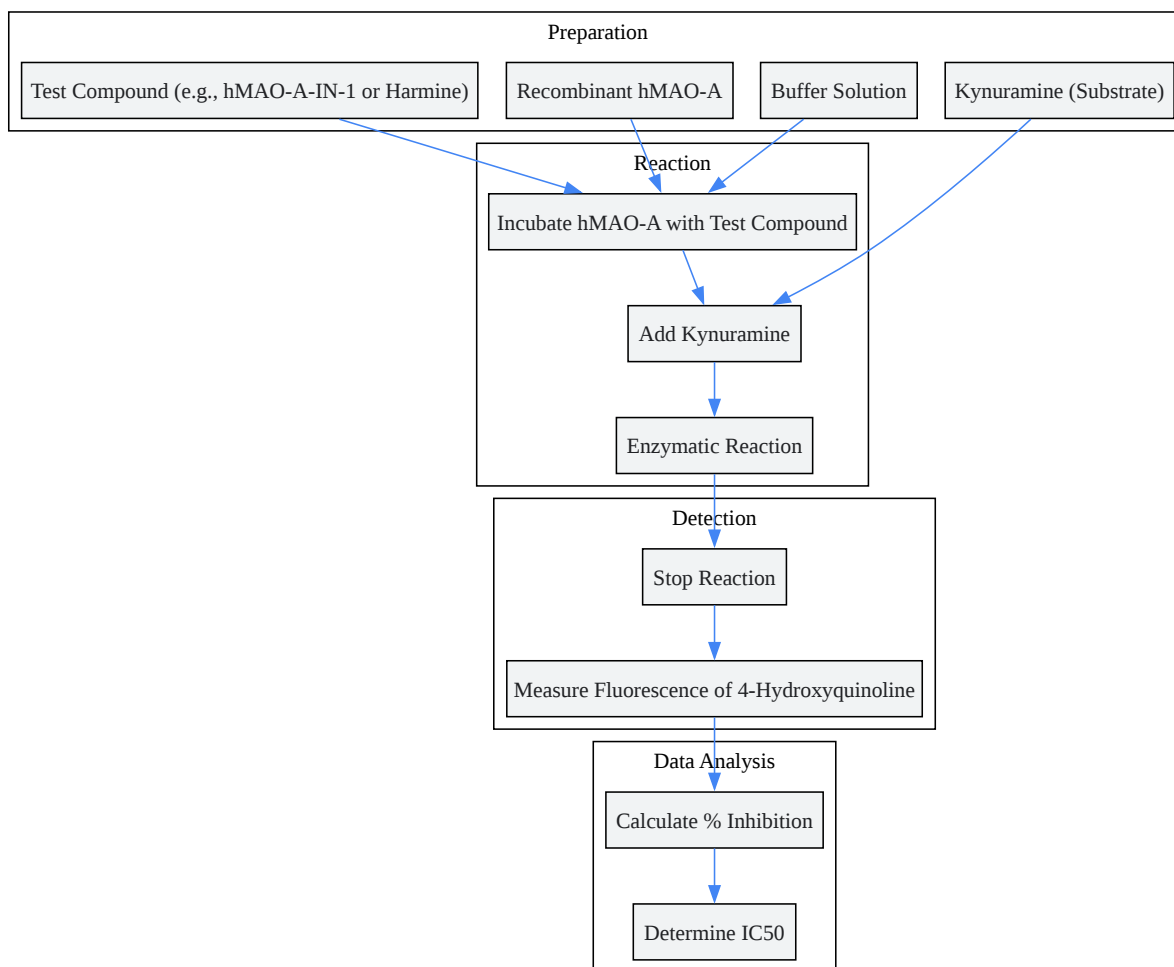 Preparation
Test Compound (e.g., hMAO-A-IN-1 or Harmine)
Recombinant hMAO-A
Buffer Solution
Kynuramine (Substrate)
Reaction
Incubate hMAO-A with Test Compound
Add Kynuramine
Enzymatic Reaction
Detection
Stop Reaction
Measure Fluorescence of 4-Hydroxyquinoline
Data Analysis
Calculate % Inhibition
Determine IC50